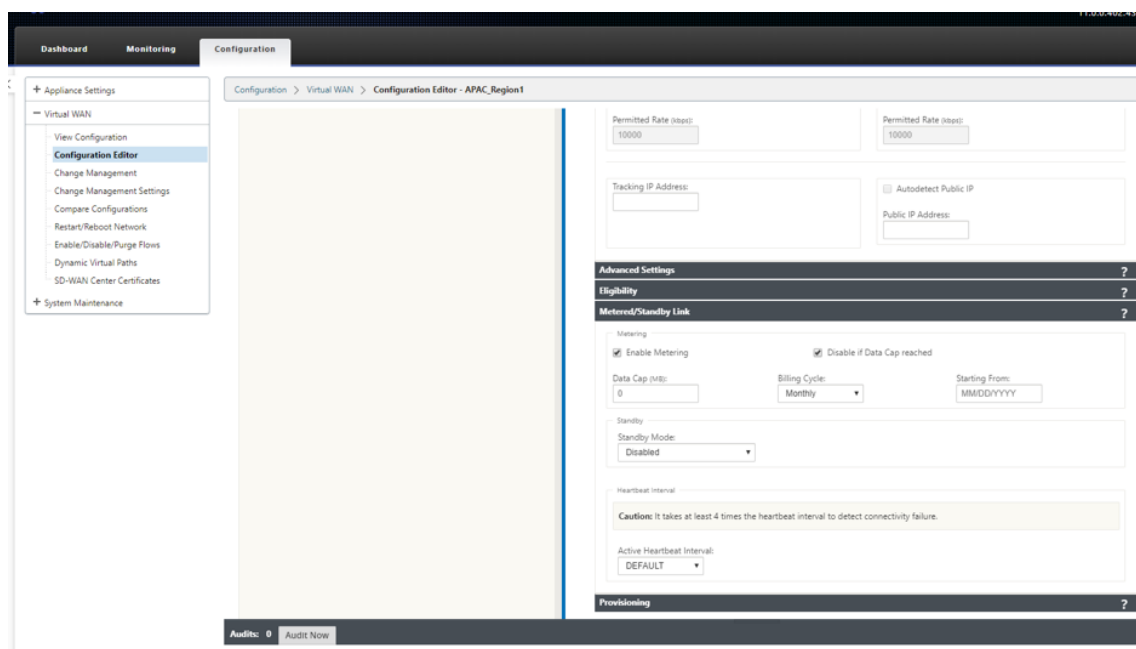 11.0.0.402.43
Dashboard Monitoring Configuration
+ Appliance Settings
− Virtual WAN
View Configuration
Configuration Editor
Change Management
Change Management Settings
Compare Configurations
Restart/Reboot Network
Enable/Disable/Purge Flows
Dynamic Virtual Paths
SD-WAN Center Certificates
+ System Maintenance
Configuration > Virtual WAN > Configuration Editor - APAC_Region1
Permitted Rate (kbps): Permitted Rate (kbps):
10000 10000
Tracking IP Address: Autodetect Public IP
Public IP Address:
Advanced Settings ?
Eligibility ?
Metered/Standby Link ?
Metering
Enable Metering Disable if Data Cap reached
Data Cap (MB): Billing Cycle: Starting From:
0 Monthly MM/DD/YYYY
Standby
Standby Mode:
Disabled
Heartbeat Interval
Caution: It takes at least 4 times the heartbeat interval to detect connectivity failure.
Active Heartbeat Interval:
DEFAULT
Provisioning ?
Audits: 0 Audit Now